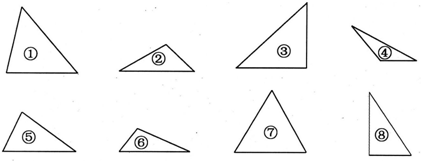 ① ② ③ ④
⑤ ⑥ ⑦ ⑧